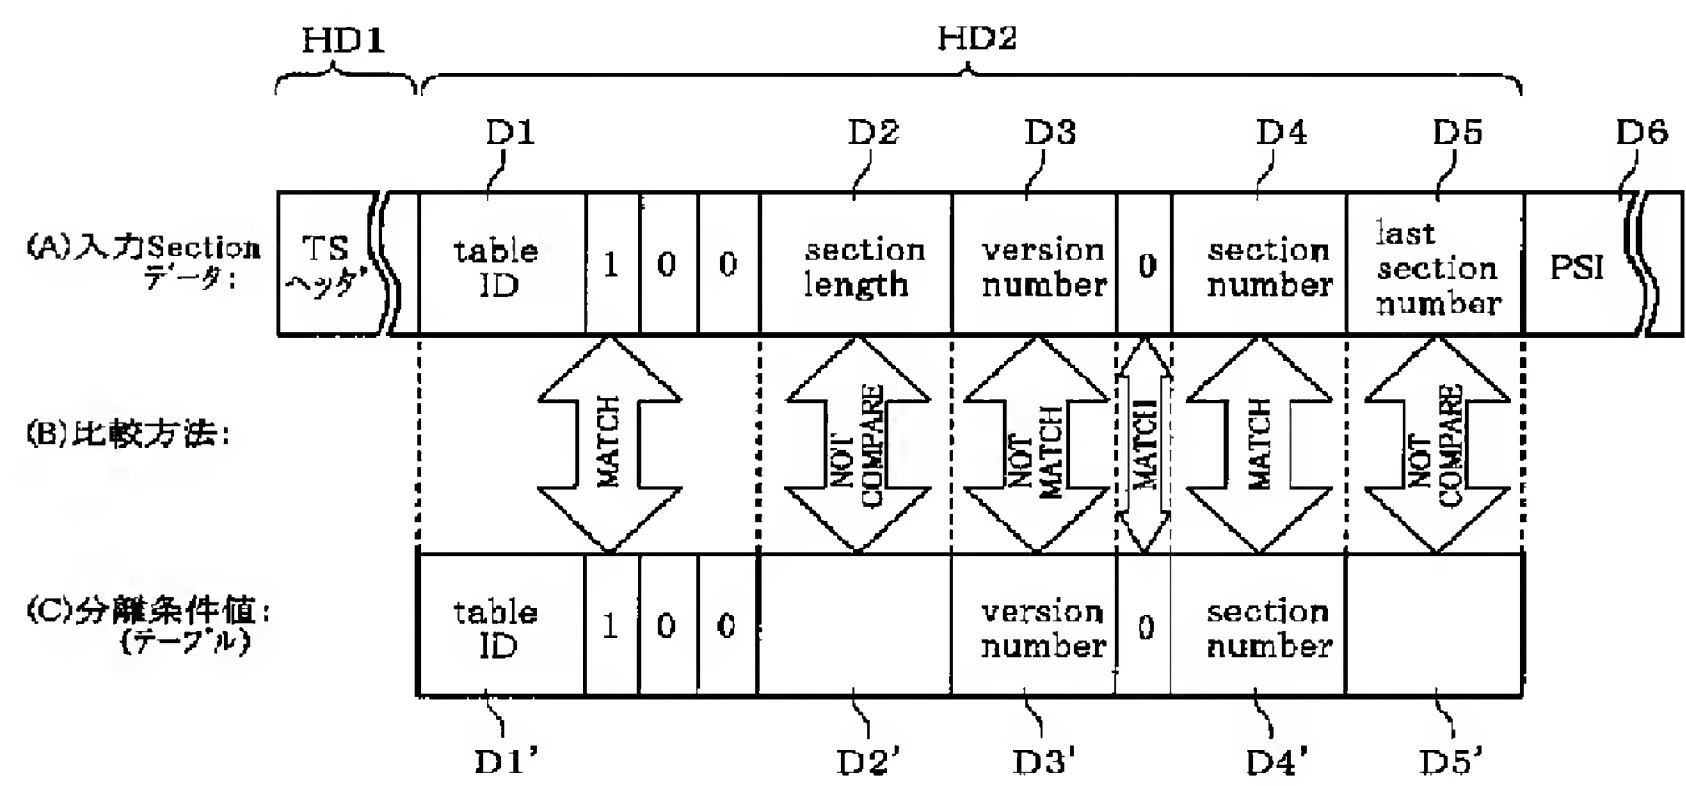 HD1
HD2
D1
D2
D3
D4
D5
D6
(A)入力Section
データ:
TS
ヘッダ
table
ID
1
0
0
section
length
version
number
0
section
number
last
section
number
PSI
(B)比較方法:
MATCH
NOT
COMPARE
NOT
MATCH
MATCH
MATCH
NOT
COMPARE
(C)分離条件値:
(テーブル)
table
ID
1
0
0
version
number
0
section
number
D1'
D2'
D3'
D4'
D5'